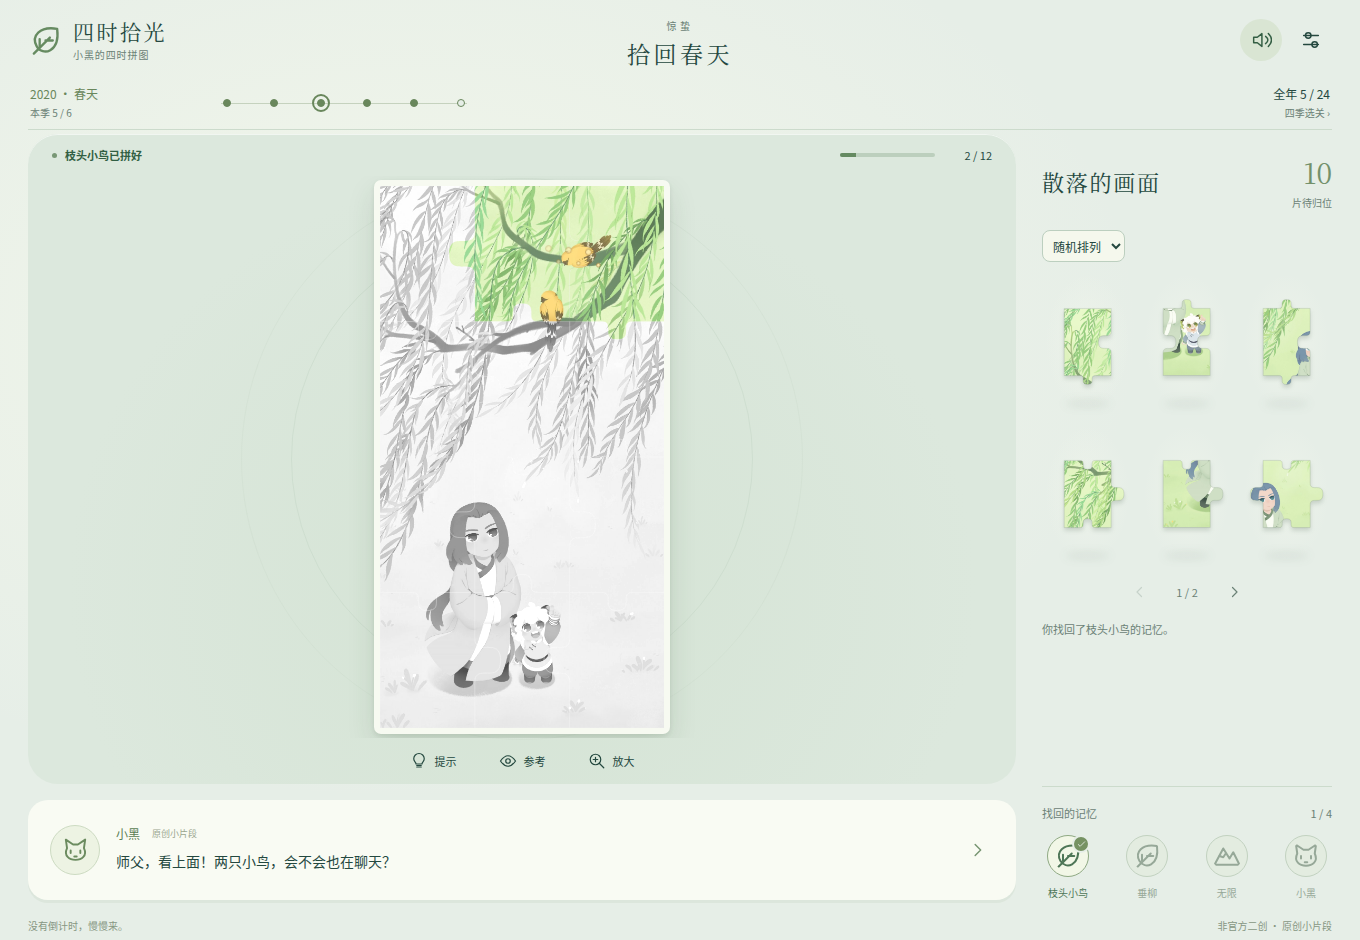 四时拾光
小黑的四时拼图
惊蛰
拾回春天
2020 · 春天
本季 5 / 6
全年 5 / 24
四季选关 ›
枝头小鸟已拼好
2 / 12
散落的画面
10
片待归位
随机排列
1 / 2
你找回了枝头小鸟的记忆。
提示
参考
放大
小黑 原创小片段
师父，看上面！两只小鸟，会不会也在聊天？
找回的记忆
1 / 4
枝头小鸟
垂柳
无限
小黑
没有倒计时，慢慢来。
非官方二创 · 原创小片段